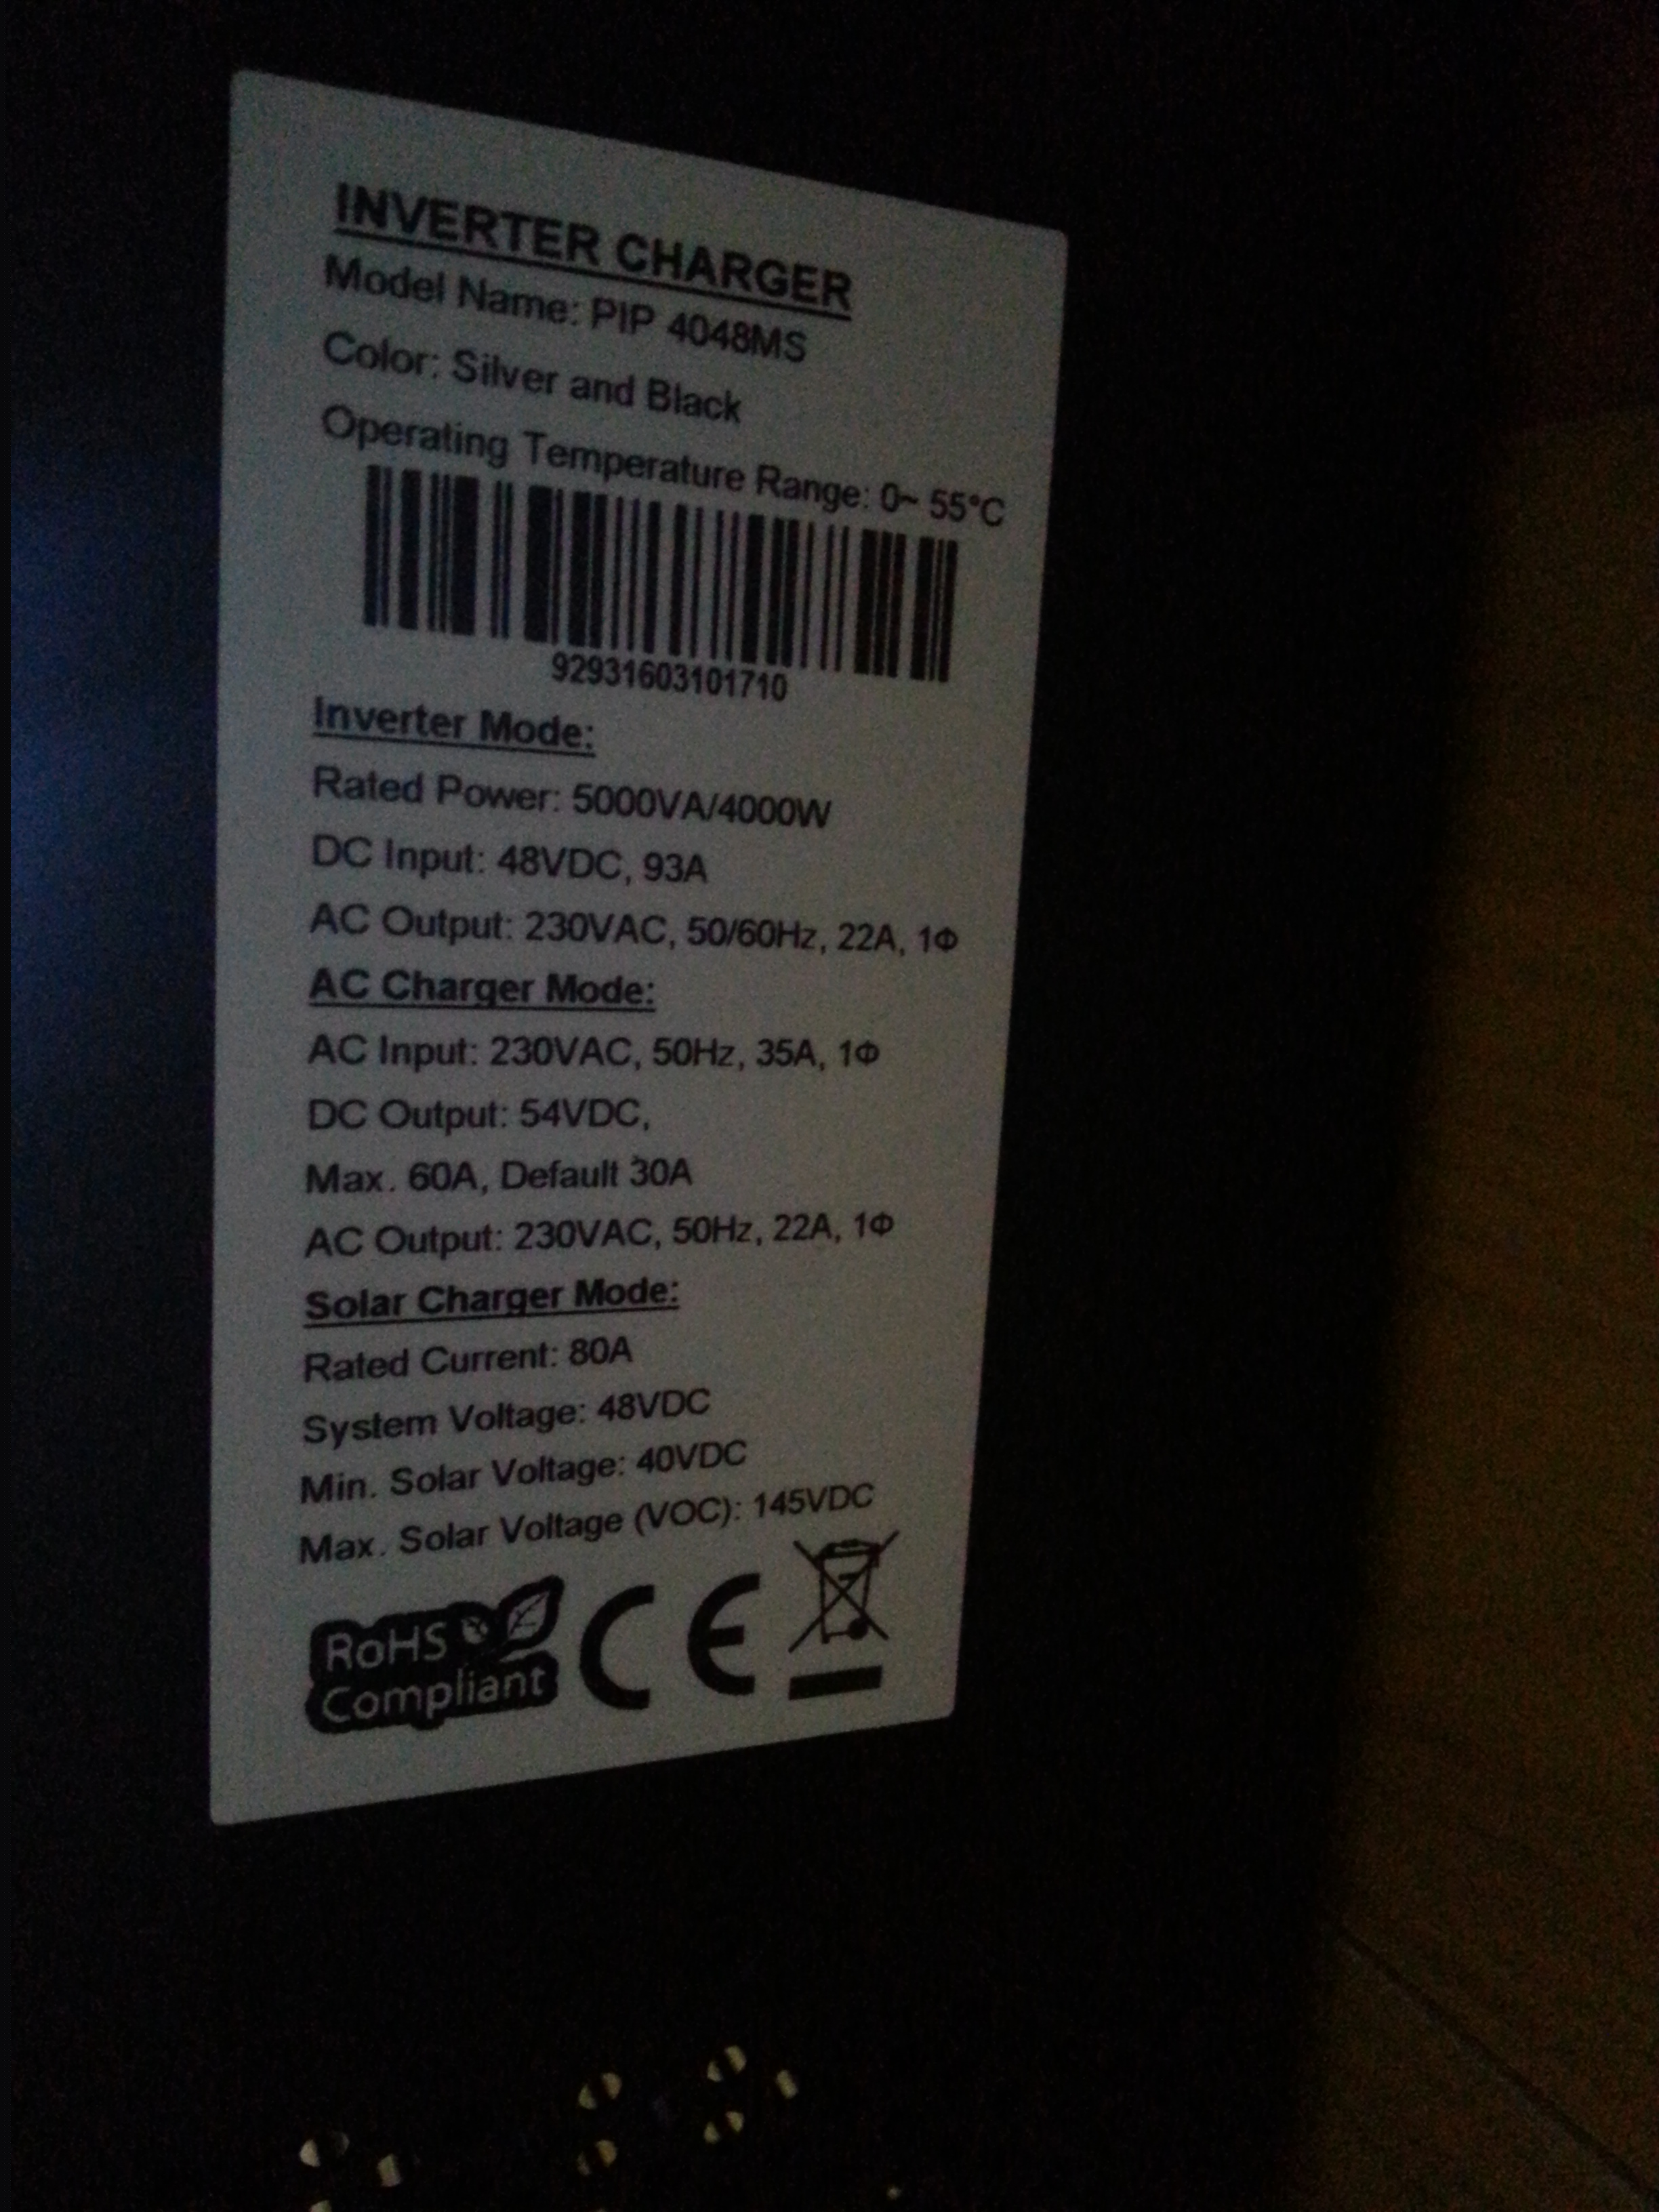 INVERTER CHARGER
Model Name: PIP 4048MS
Color: Silver and Black
Operating Temperature Range: 0~ 55°C
92931603101710
Inverter Mode:
Rated Power: 5000VA/4000W
DC Input: 48VDC, 93A
AC Output: 230VAC, 50/60Hz, 22A, 1Φ
AC Charger Mode:
AC Input: 230VAC, 50Hz, 35A, 1Φ
DC Output: 54VDC,
Max. 60A, Default 30A
AC Output: 230VAC, 50Hz, 22A, 1Φ
Solar Charger Mode:
Rated Current: 80A
System Voltage: 48VDC
Min. Solar Voltage: 40VDC
Max. Solar Voltage (VOC): 145VDC
RoHS
Compliant
CE